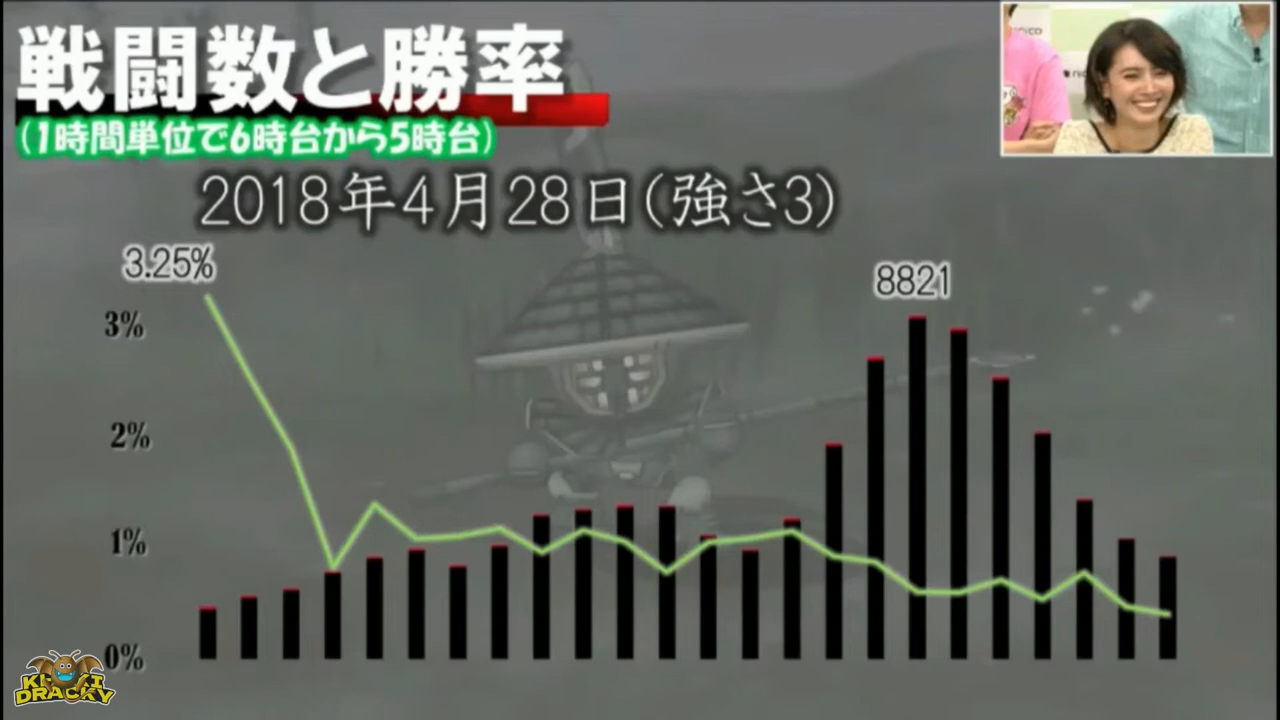 戦闘数と勝率
(1時間単位で6時台から5時台)
2018年4月28日(強さ3)
3.25%
8821
3%
2%
1%
0%
DRACKY